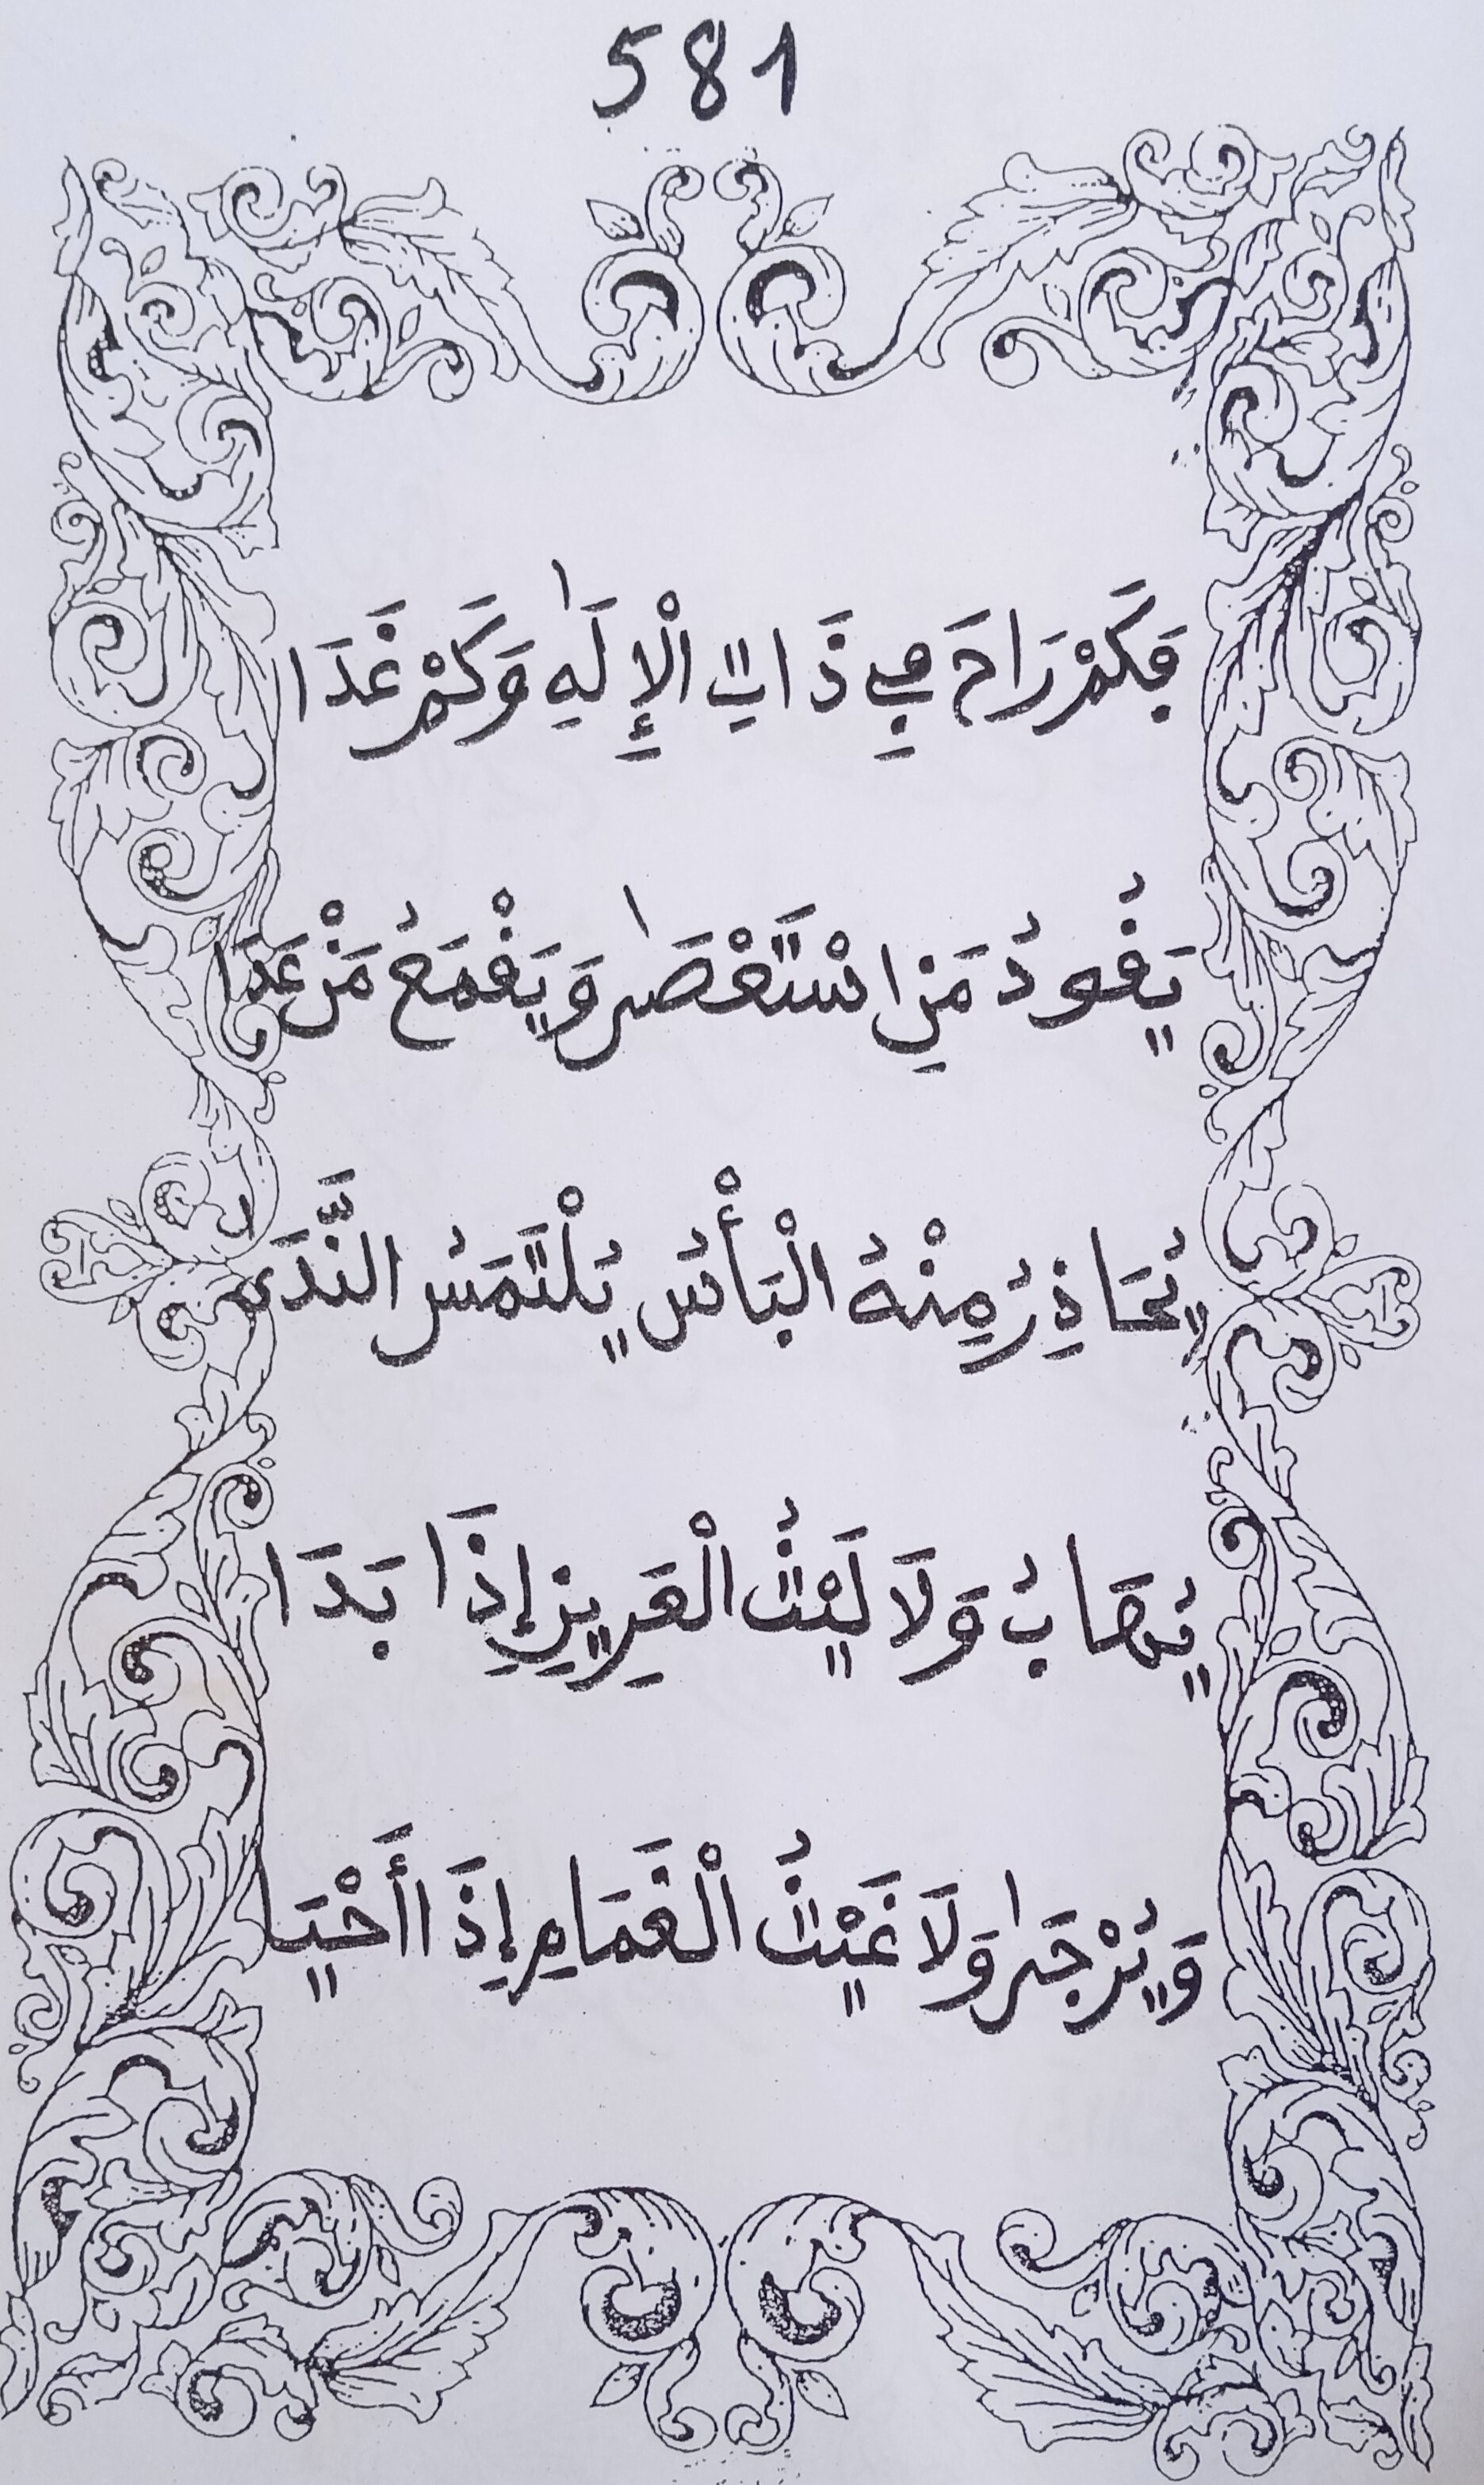 581
فَكَمْ رَاحَ فِي ذَاتِ الْإِلَهِ وَكَمْ غَدَا
يَقُودُ مَنِ اسْتَعْصَى وَيَقْمَعُ مَنْ عَدَا
يُحَاذِرُ مِنْهُ الْبَأْسُ يُلْتَمَسُ النَّدَى
يُهَابُ وَلَا لَيْثُ الْعَرِينِ إِذَا بَدَا
وَيُرْجَى وَلَا غَيْثُ الْغَمَامِ إِذَا أَحْيَا